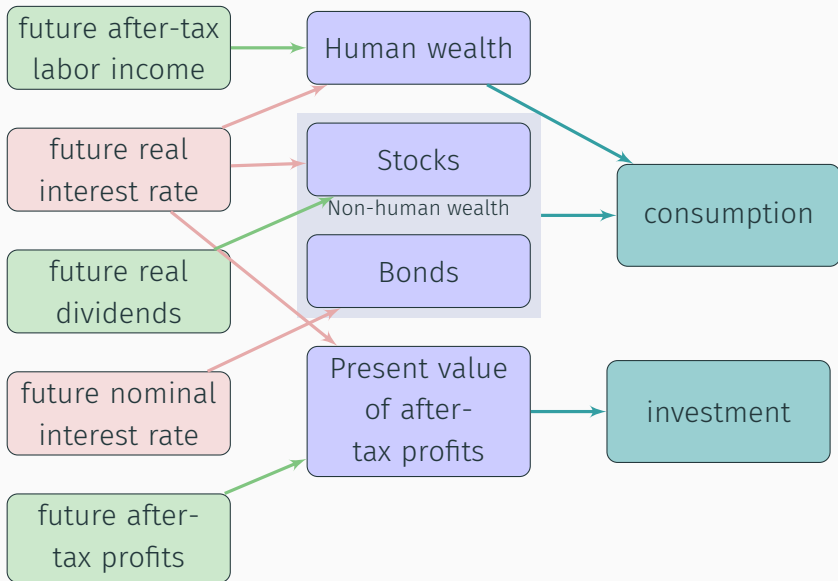 future after-tax
labor income
Human wealth
future real
interest rate
Stocks
Non-human wealth
consumption
future real
dividends
Bonds
future nominal
interest rate
Present value
of after-
tax profits
investment
future after-
tax profits